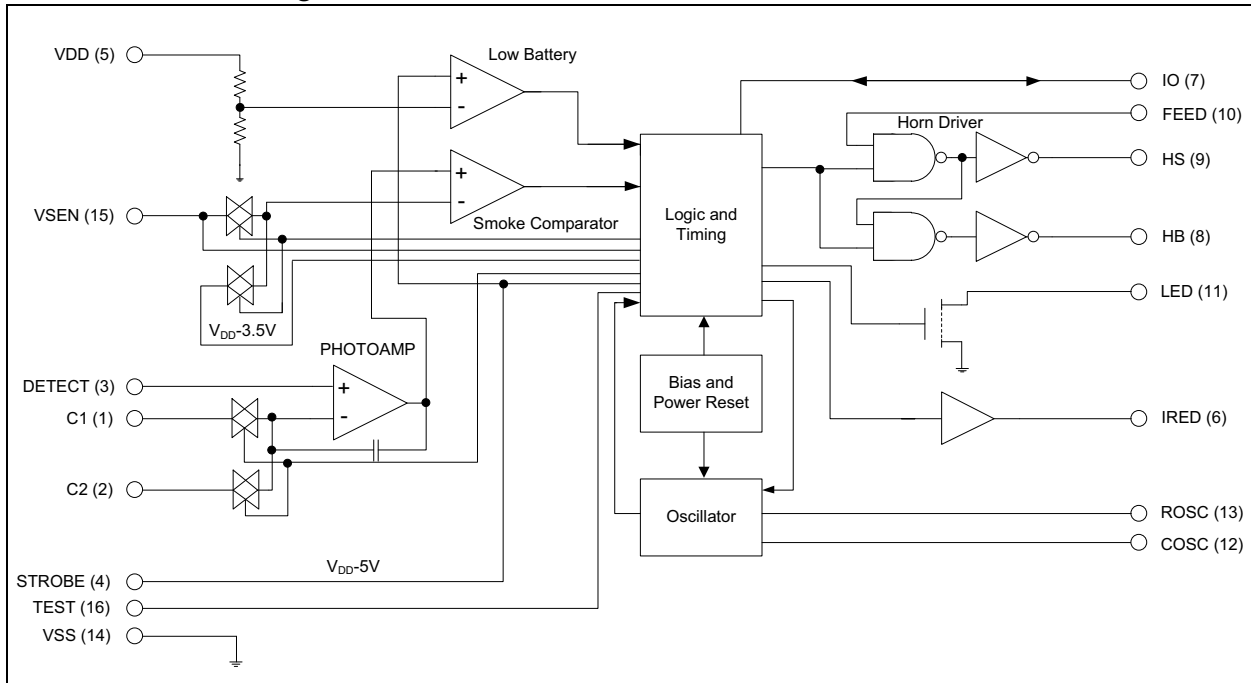 VDD (5)
Low Battery
+
-
IO (7)
FEED (10)
Horn Driver
HS (9)
+
-
VSEN (15)
Smoke Comparator
Logic and
Timing
HB (8)
LED (11)
VDD-3.5V
PHOTOAMP
DETECT (3)
+
-
C1 (1)
Bias and
Power Reset
IRED (6)
C2 (2)
Oscillator
ROSC (13)
COSC (12)
VDD-5V
STROBE (4)
TEST (16)
VSS (14)